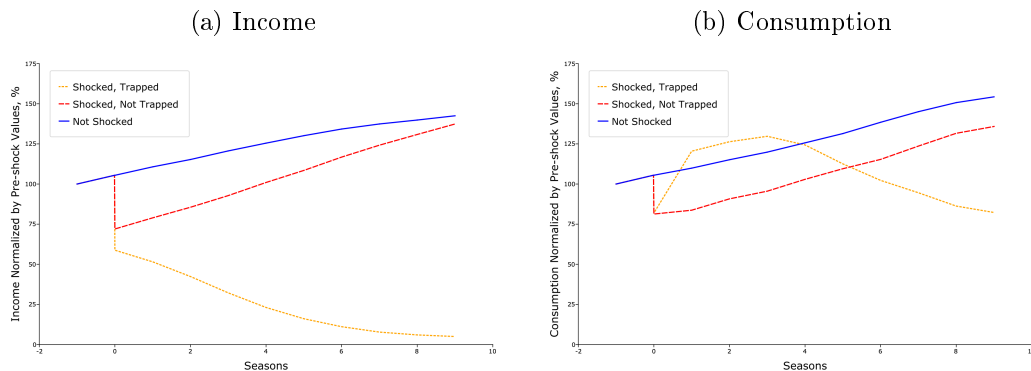 (a) Income
175
150
125
100
75
50
25
0
-2
0
2
4
6
8
10
Income Normalized by Pre-shock Values, %
Seasons
Shocked, Trapped
Shocked, Not Trapped
Not Shocked
(b) Consumption
175
150
125
100
75
50
25
0
-2
0
2
4
6
8
Consumption Normalized by Pre-shock Values, %
Seasons
Shocked, Trapped
Shocked, Not Trapped
Not Shocked